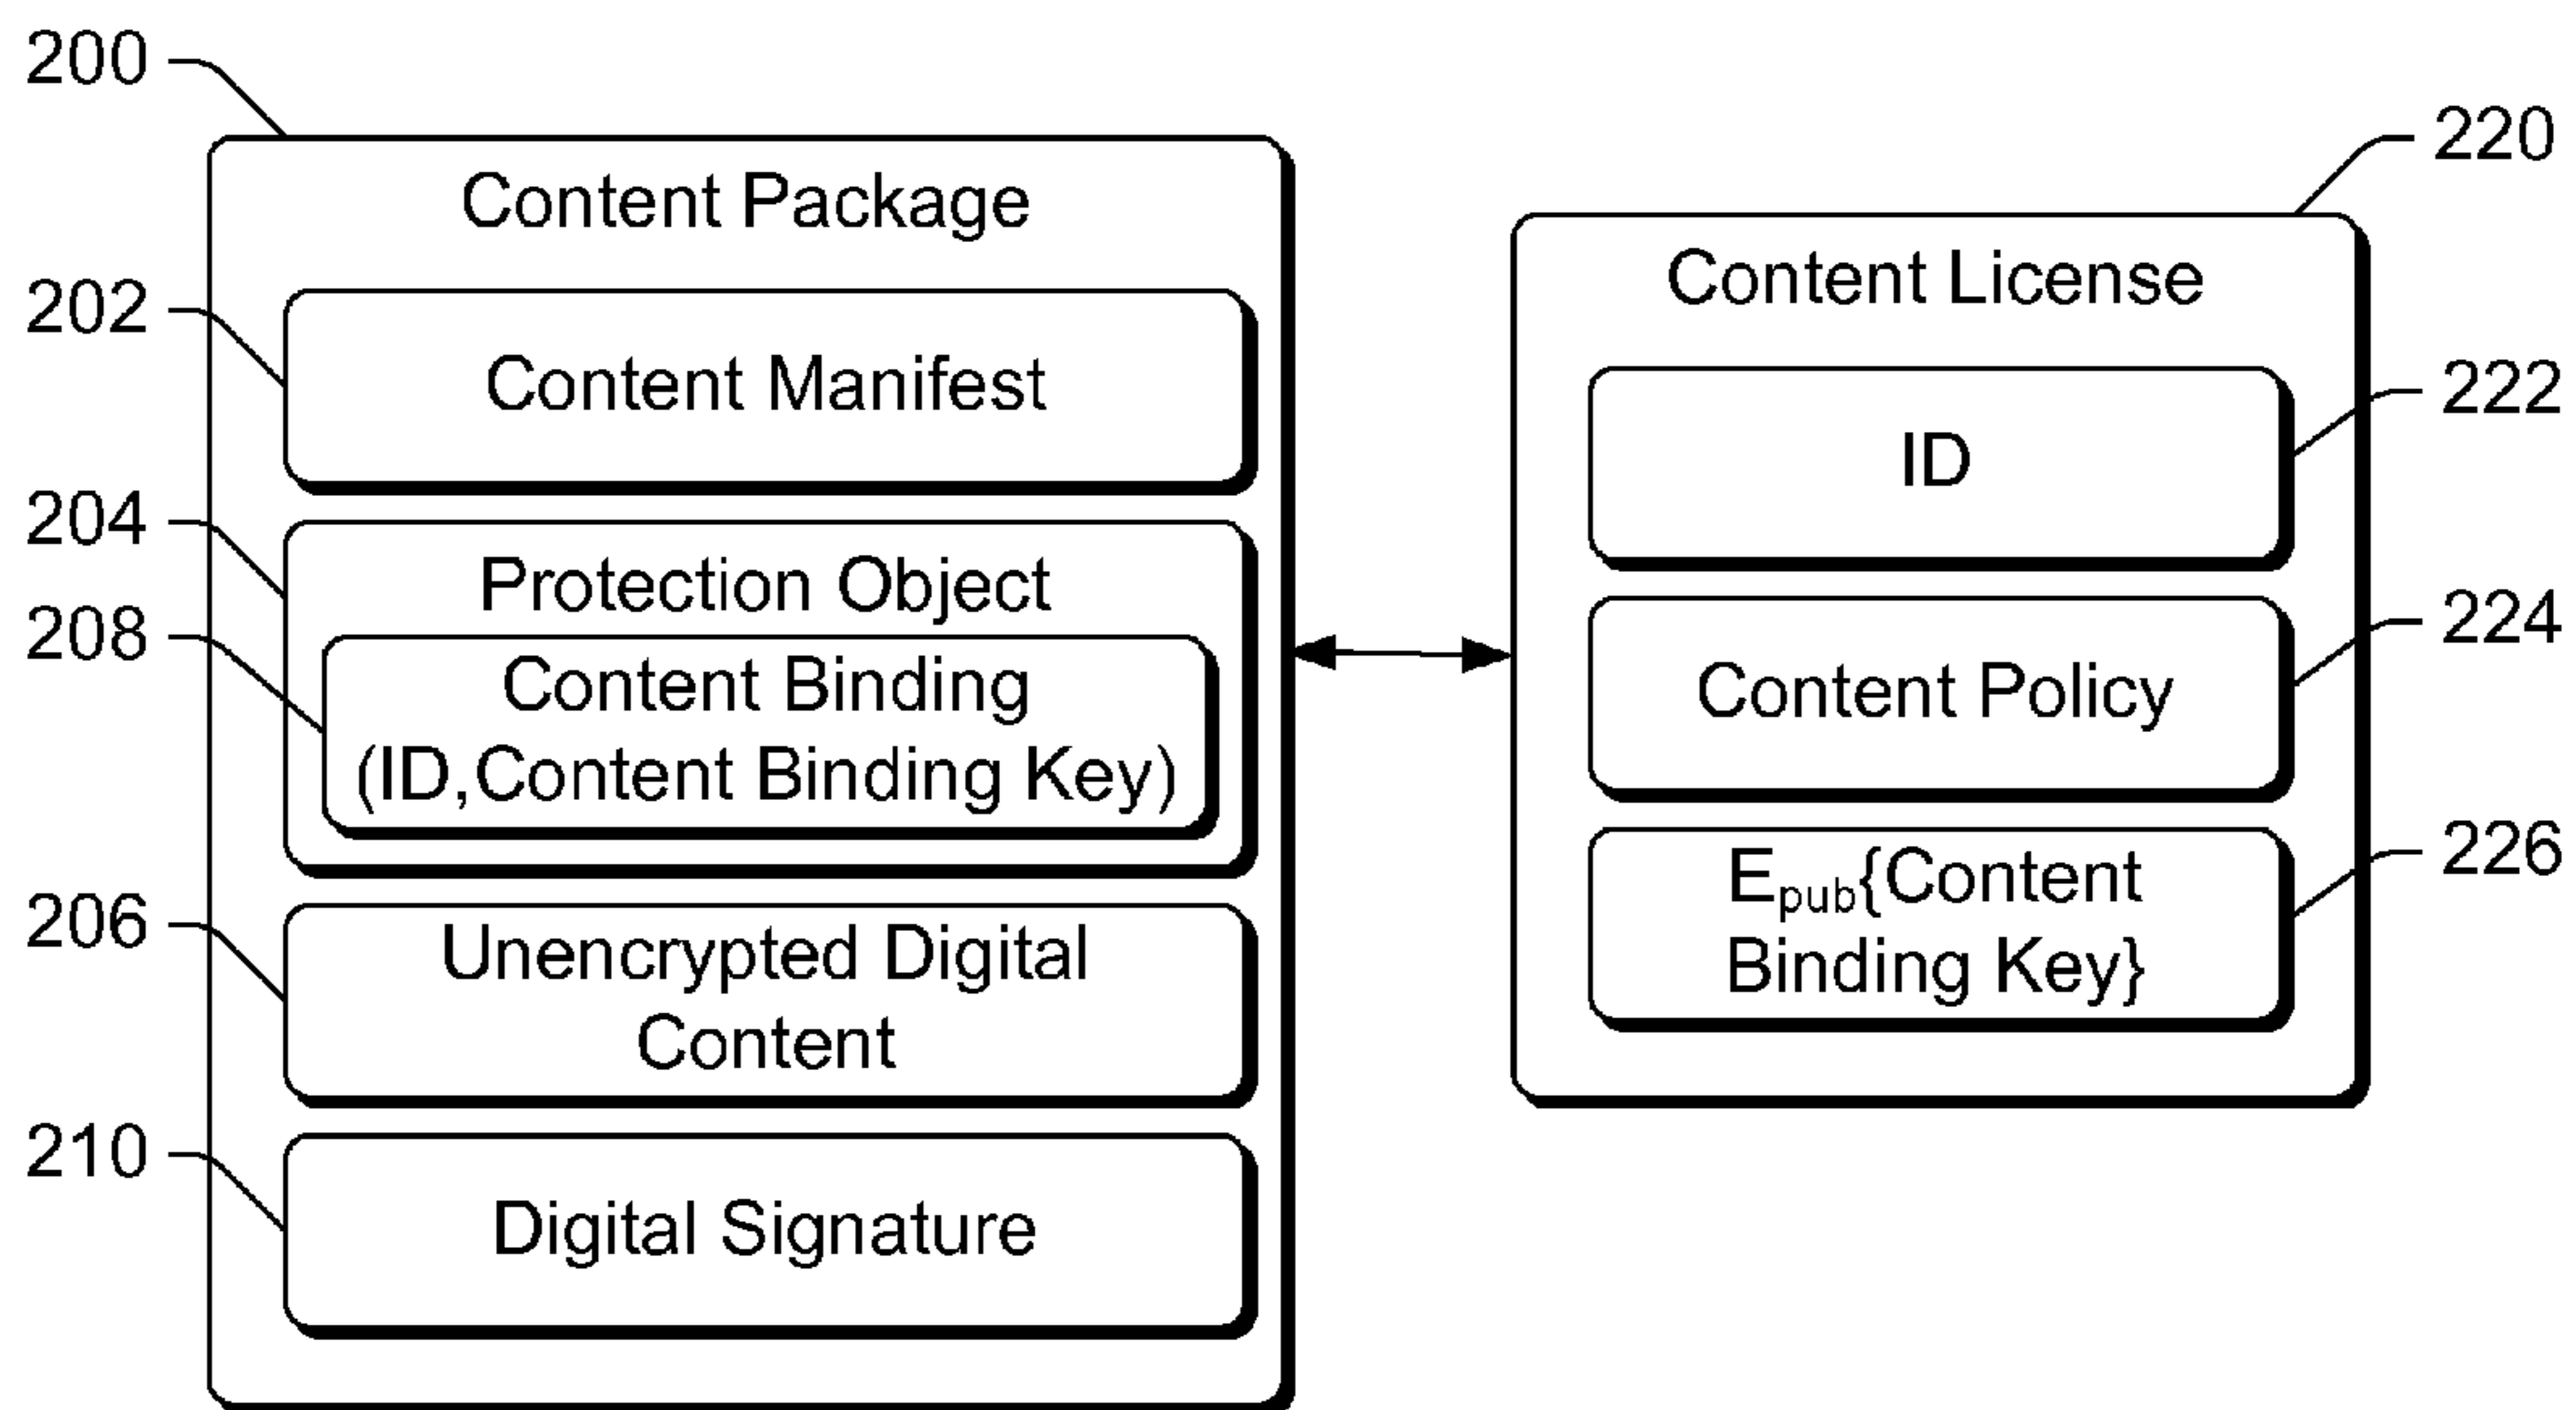 200
Content Package
202
Content Manifest
204
Protection Object
208
Content Binding
(ID,Content Binding Key)
206
Unencrypted Digital
Content
210
Digital Signature
220
Content License
222
ID
224
Content Policy
226
Epub{Content
Binding Key}